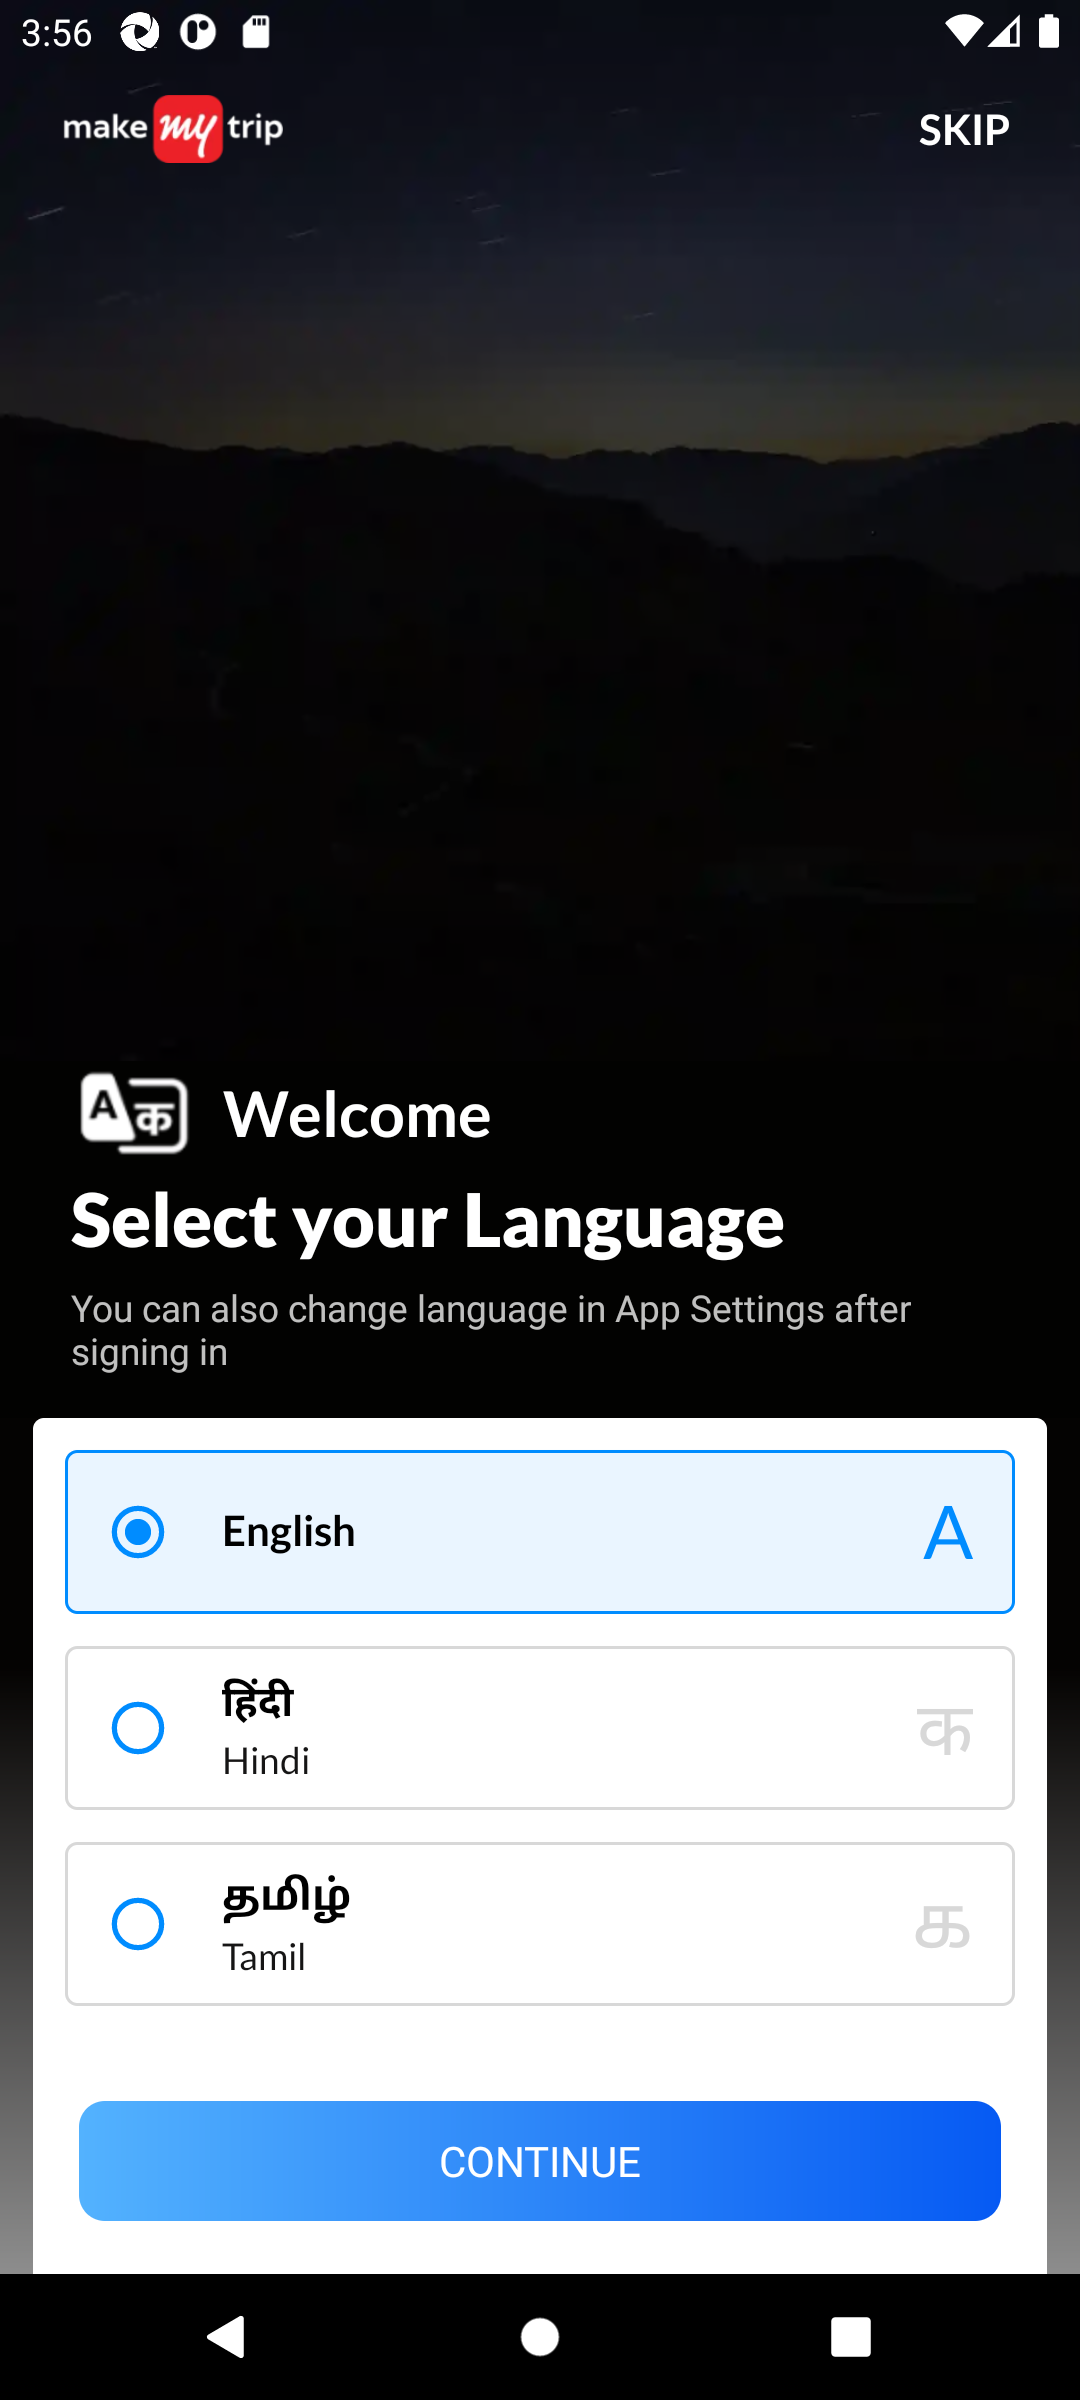 3:56
make my trip
SKIP
A क
Welcome
Select your Language
You can also change language in App Settings after
signing in
English
A
हिंदी
Hindi
क
தமிழ்
Tamil
க
CONTINUE